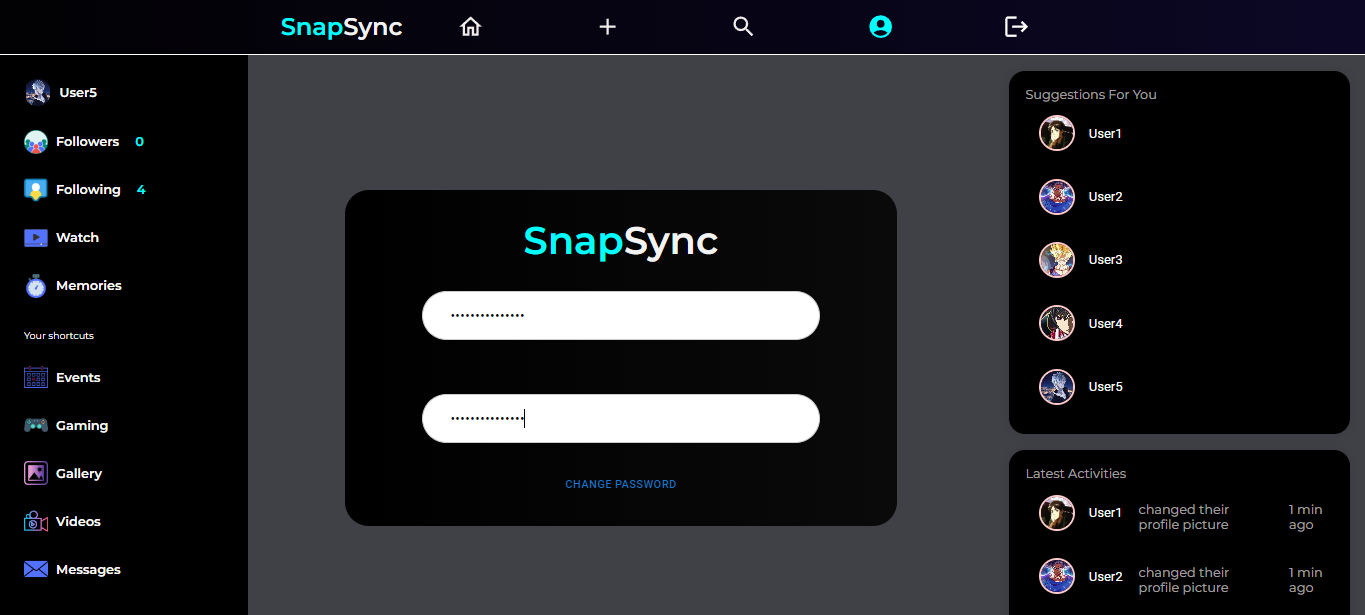 SnapSync
User5
Followers 0
Following 4
Watch
Memories
Your shortcuts
Events
Gaming
Gallery
Videos
Messages
SnapSync
•••••••••••••••
•••••••••••••••
CHANGE PASSWORD
Suggestions For You
User1
User2
User3
User4
User5
Latest Activities
User1 changed their 1 min
profile picture ago
User2 changed their 1 min
profile picture ago